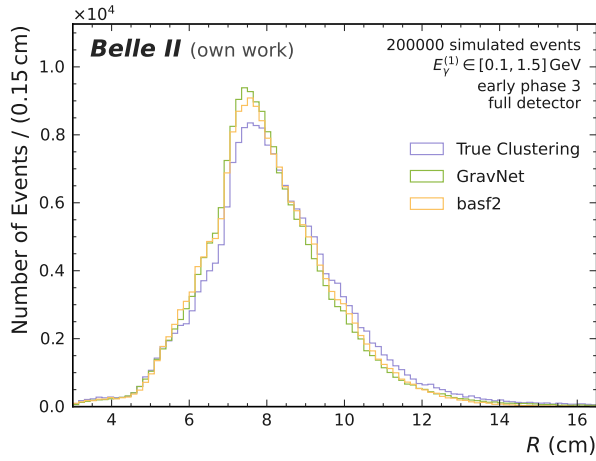 ×10⁴
Belle II (own work)
200000 simulated events
E_γ^(1) ∈ [0.1, 1.5] GeV
early phase 3
full detector
True Clustering
GravNet
basf2
Number of Events / (0.15 cm)
1.0
0.8
0.6
0.4
0.2
0.0
4 6 8 10 12 14 16
R (cm)